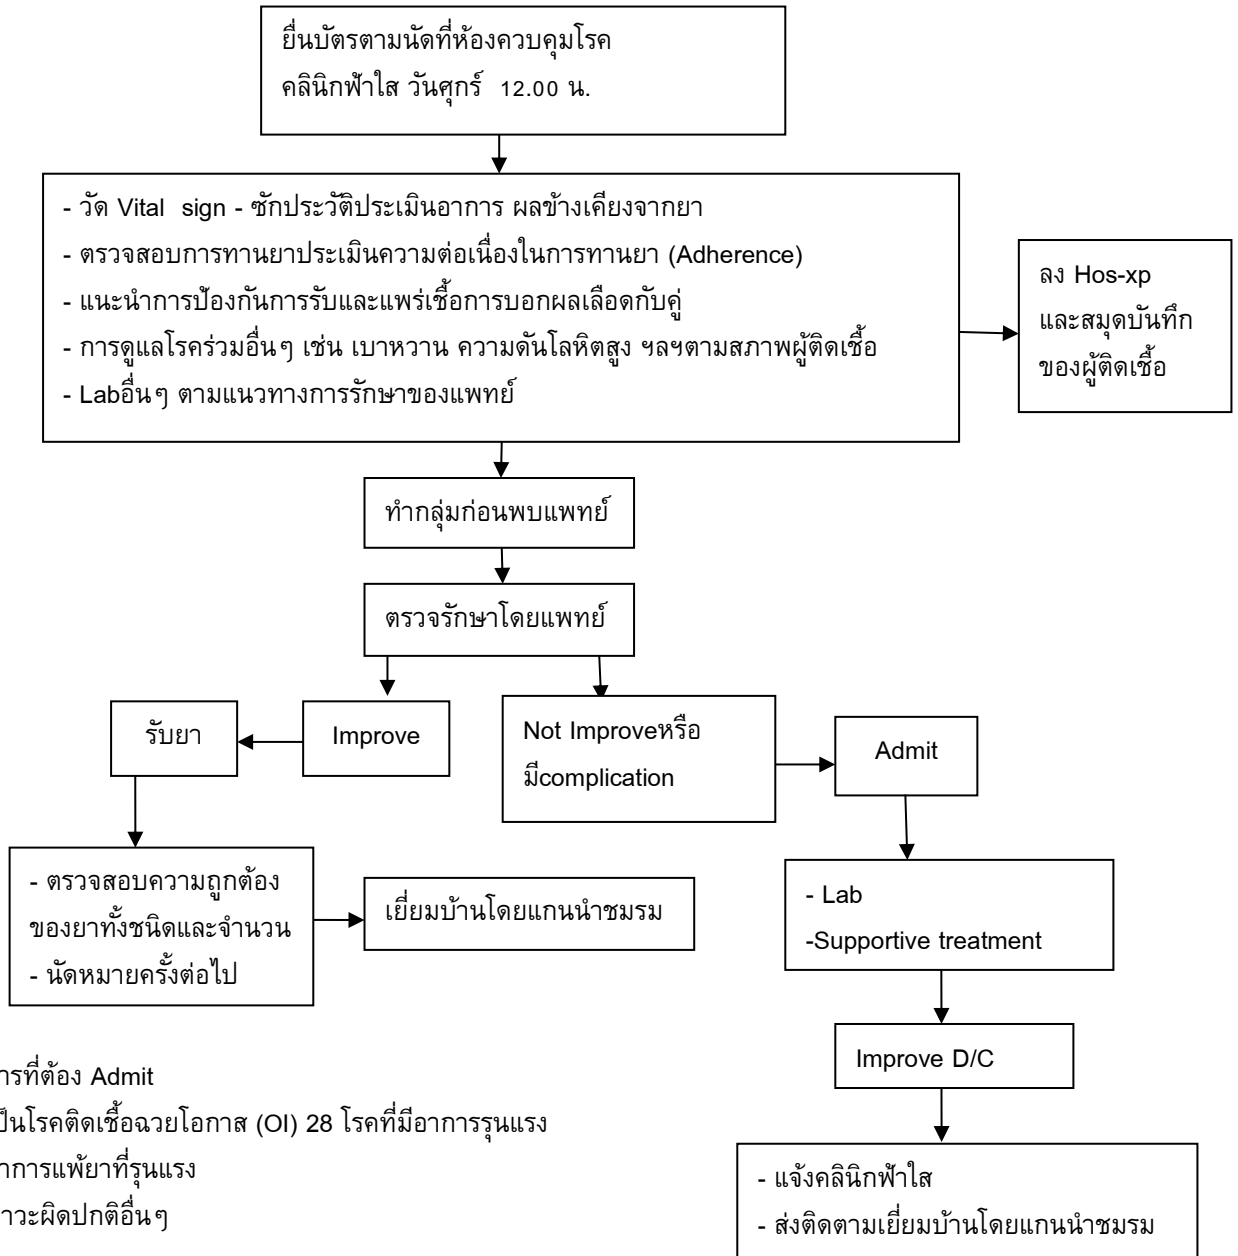 ยื่นบัตรตามนัดที่ห้องควบคุมโรค
คลินิกฟ้าใส วันศุกร์ 12.00 น.
- วัด Vital sign - ซักประวัติประเมินอาการ ผลข้างเคียงจากยา
- ตรวจสอบการทานยาประเมินความต่อเนื่องในการทานยา (Adherence)
- แนะนำการป้องกันการรับและแพร่เชื้อการบอกผลเลือดกับคู่
- การดูแลโรคร่วมอื่นๆ เช่น เบาหวาน ความดันโลหิตสูง ฯลฯตามสภาพผู้ติดเชื้อ
- Labอื่นๆ ตามแนวทางการรักษาของแพทย์
ลง Hos-xp
และสมุดบันทึก
ของผู้ติดเชื้อ
ทำกลุ่มก่อนพบแพทย์
ตรวจรักษาโดยแพทย์
รับยา
Improve
Not Improveหรือ
มีcomplication
Admit
- ตรวจสอบความถูกต้อง
ของยาทั้งชนิดและจำนวน
- นัดหมายครั้งต่อไป
เยี่ยมบ้านโดยแกนนำชมรม
- Lab
-Supportive treatment
Improve D/C
- แจ้งคลินิกฟ้าใส
- ส่งติดตามเยี่ยมบ้านโดยแกนนำชมรม
ารที่ต้อง Admit
ป็นโรคติดเชื้อฉวยโอกาส (OI) 28 โรคที่มีอาการรุนแรง
าการแพ้ยาที่รุนแรง
าวะผิดปกติอื่นๆ